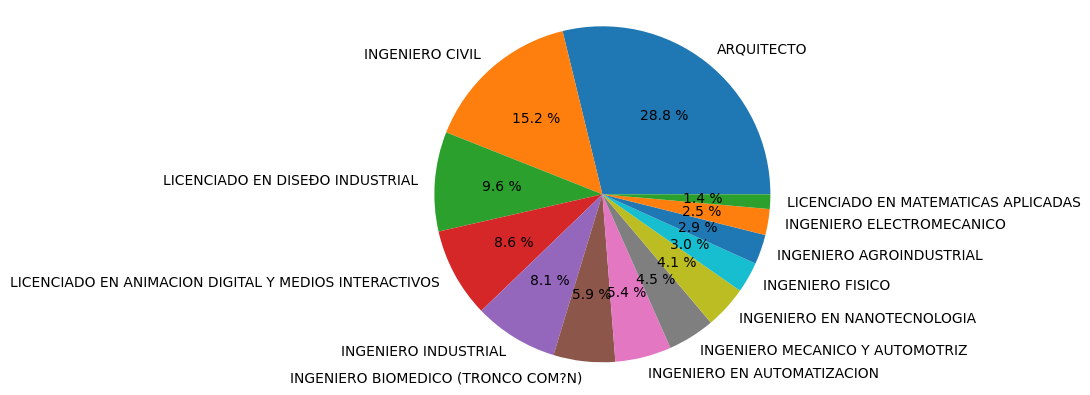 ARQUITECTO
28.8 %
INGENIERO CIVIL
15.2 %
LICENCIADO EN DISEÐO INDUSTRIAL
9.6 %
LICENCIADO EN ANIMACION DIGITAL Y MEDIOS INTERACTIVOS
8.6 %
INGENIERO INDUSTRIAL
8.1 %
INGENIERO BIOMEDICO (TRONCO COM?N)
5.9 %
INGENIERO EN AUTOMATIZACION
5.4 %
INGENIERO MECANICO Y AUTOMOTRIZ
4.5 %
INGENIERO EN NANOTECNOLOGIA
4.1 %
INGENIERO FISICO
3.0 %
INGENIERO AGROINDUSTRIAL
2.9 %
INGENIERO ELECTROMECANICO
2.5 %
LICENCIADO EN MATEMATICAS APLICADAS
1.4 %